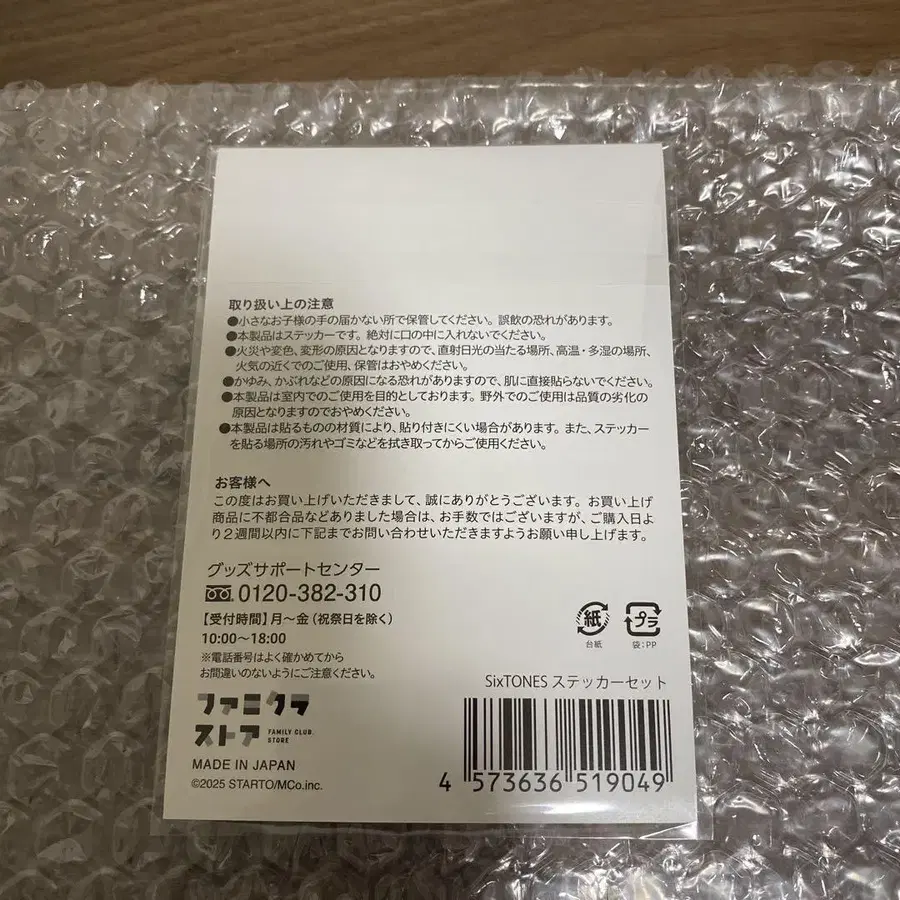 取り扱い上の注意
●小さなお子様の手の届かない所で保管してください。誤飲の恐れがあります。
●本製品はステッカーです。絶対に口の中に入れないでください。
●火災や変色、変形の原因となりますので、直射日光の当たる場所、高温・多湿の場所、
火気の近くでのご使用、保管はおやめください。
●かゆみ、かぶれなどの原因になる恐れがありますので、肌に直接貼らないでください。
●本製品は室内でのご使用を目的としております。野外でのご使用は品質の劣化の
原因となりますのでおやめください。
●本製品は貼るものの材質により、貼り付きにくい場合があります。また、ステッカー
を貼る場所の汚れやゴミなどを拭き取ってからご使用ください。
お客様へ
この度はお買い上げいただきまして、誠にありがとうございます。お買い上げ
商品に不都合品などありました場合は、お手数ではございますが、ご購入日よ
り2週間以内に下記までお問い合わせいただきますようお願い申し上げます。
グッズサポートセンター
0120-382-310
【受付時間】月～金(祝祭日を除く)
10:00～18:00
※電話番号はよく確かめてから
お間違いのないようにご注意ください。
ファミクラ
ストア FAMILY CLUB STORE
MADE IN JAPAN
©2025 STARTO/MCo.inc.
紙
台紙
プラ
袋:PP
SixTONES ステッカーセット
4 573636 519049